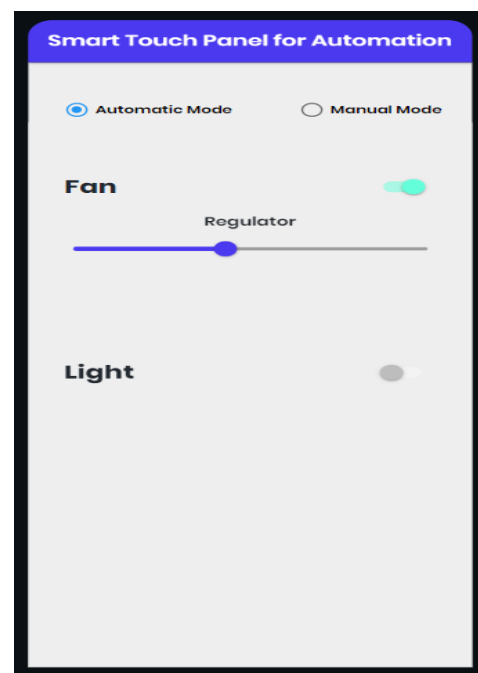 Smart Touch Panel for Automation
Automatic Mode Manual Mode
Fan
Regulator
Light